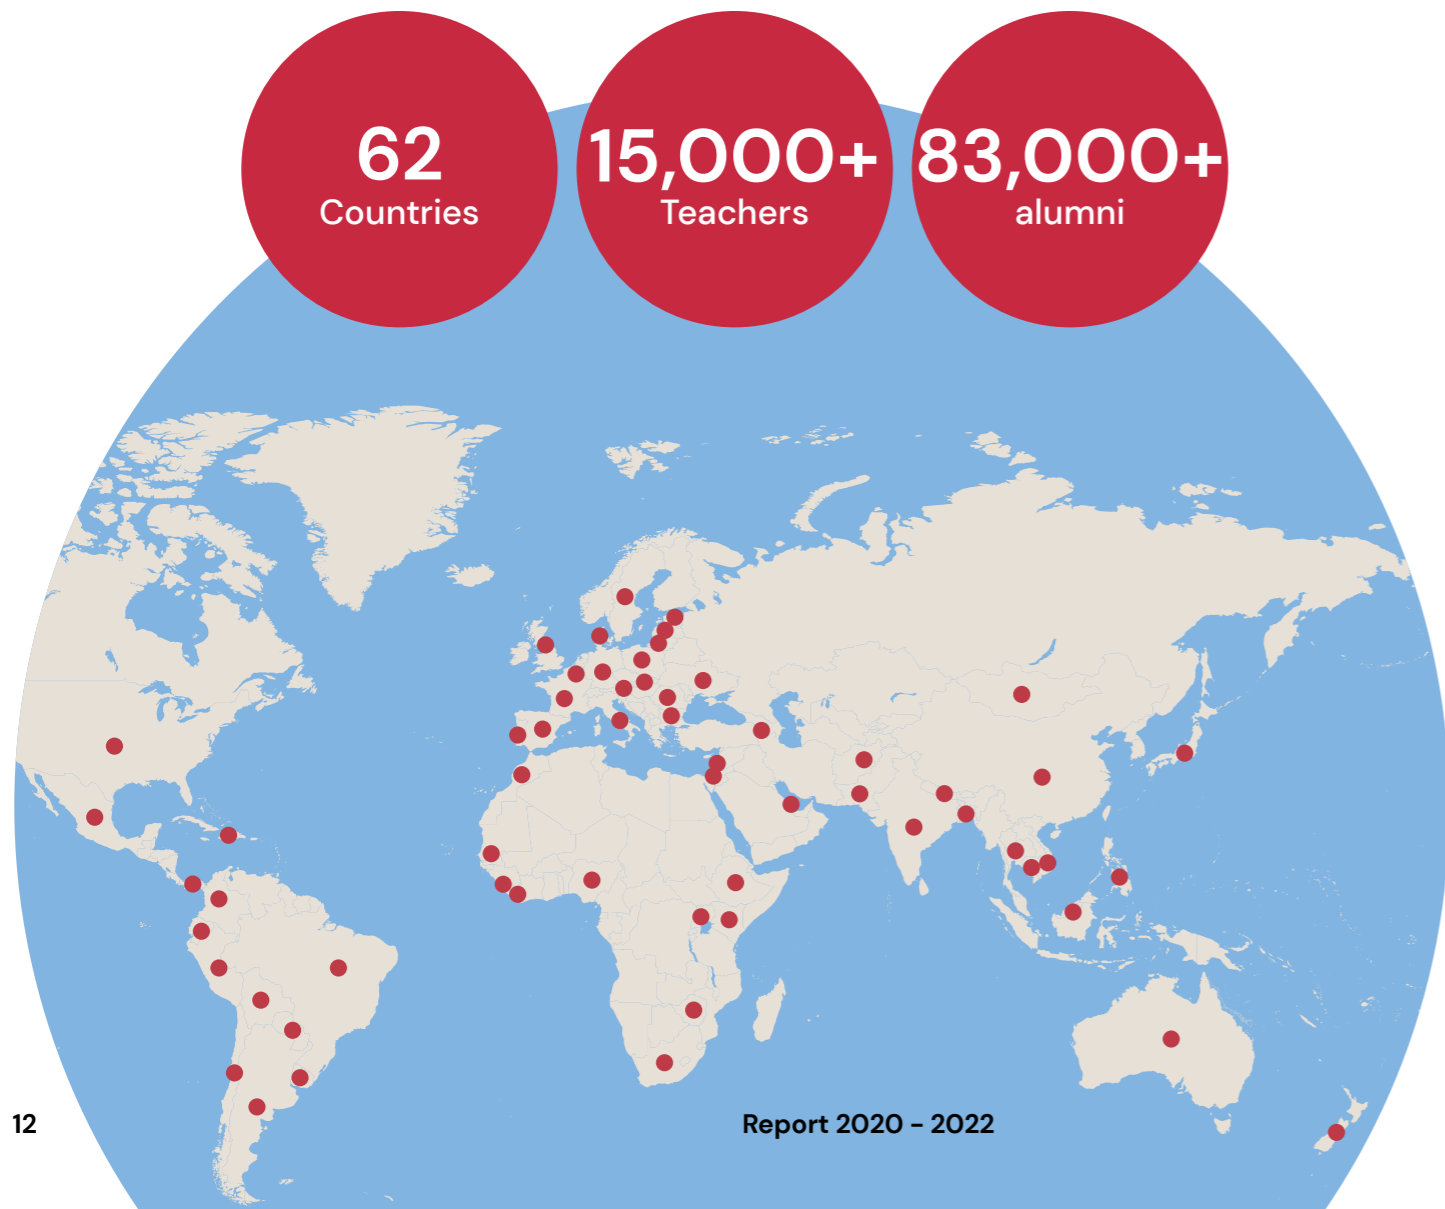 62
Countries
15,000+
Teachers
83,000+
alumni
12
Report 2020 - 2022